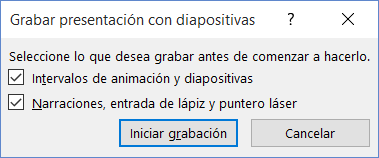 Grabar presentación con diapositivas ?
Seleccione lo que desea grabar antes de comenzar a hacerlo.
Intervalos de animación y diapositivas
Narraciones, entrada de lápiz y puntero láser
Iniciar grabación Cancelar